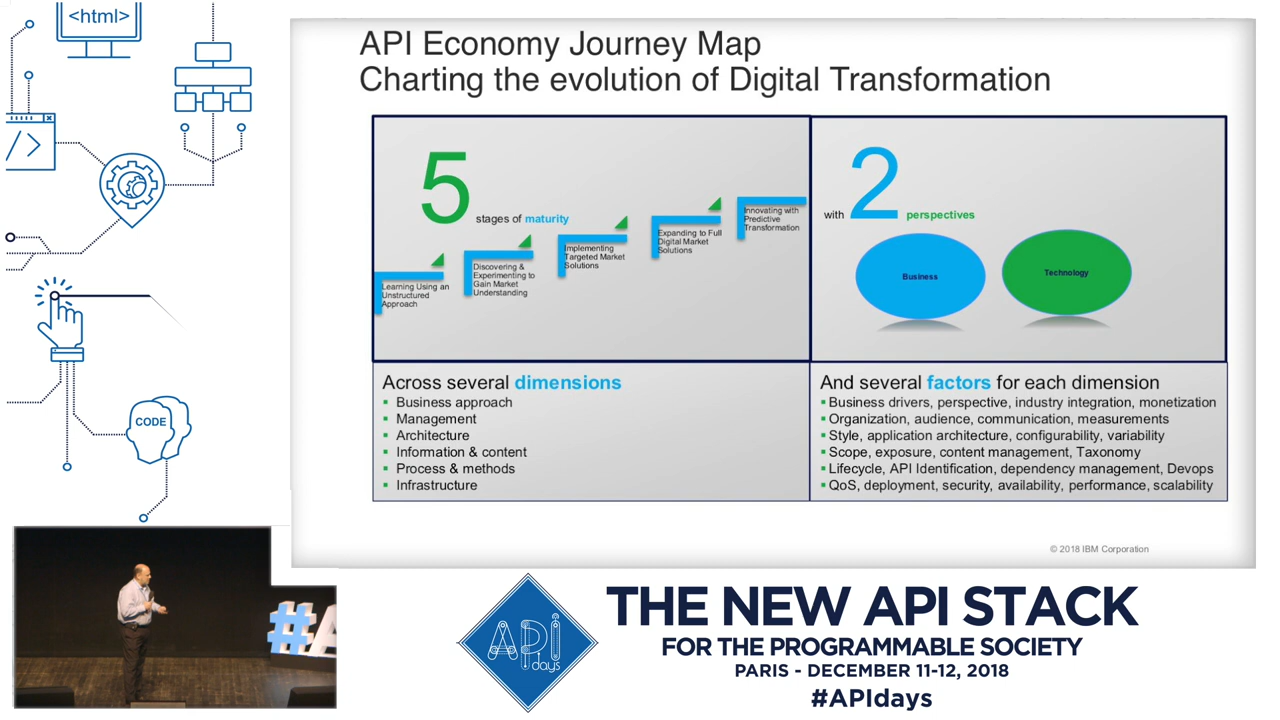 <html>
/>
CODE
API Economy Journey Map
Charting the evolution of Digital Transformation
5
stages of maturity
Learning Using an
Unstructured
Approach
Discovering &
Experimenting to
Gain Market
Understanding
Implementing
Targeted Market
Solutions
Expanding to Full
Digital Market
Solutions
Innovating with
Predictive
Transformation
with 2 perspectives
Business
Technology
Across several dimensions
Business approach
Management
Architecture
Information & content
Process & methods
Infrastructure
And several factors for each dimension
Business drivers, perspective, industry integration, monetization
Organization, audience, communication, measurements
Style, application architecture, configurability, variability
Scope, exposure, content management, Taxonomy
Lifecycle, API Identification, dependency management, Devops
QoS, deployment, security, availability, performance, scalability
© 2018 IBM Corporation
#A
API
days
THE NEW API STACK
FOR THE PROGRAMMABLE SOCIETY
PARIS - DECEMBER 11-12, 2018
#APIdays